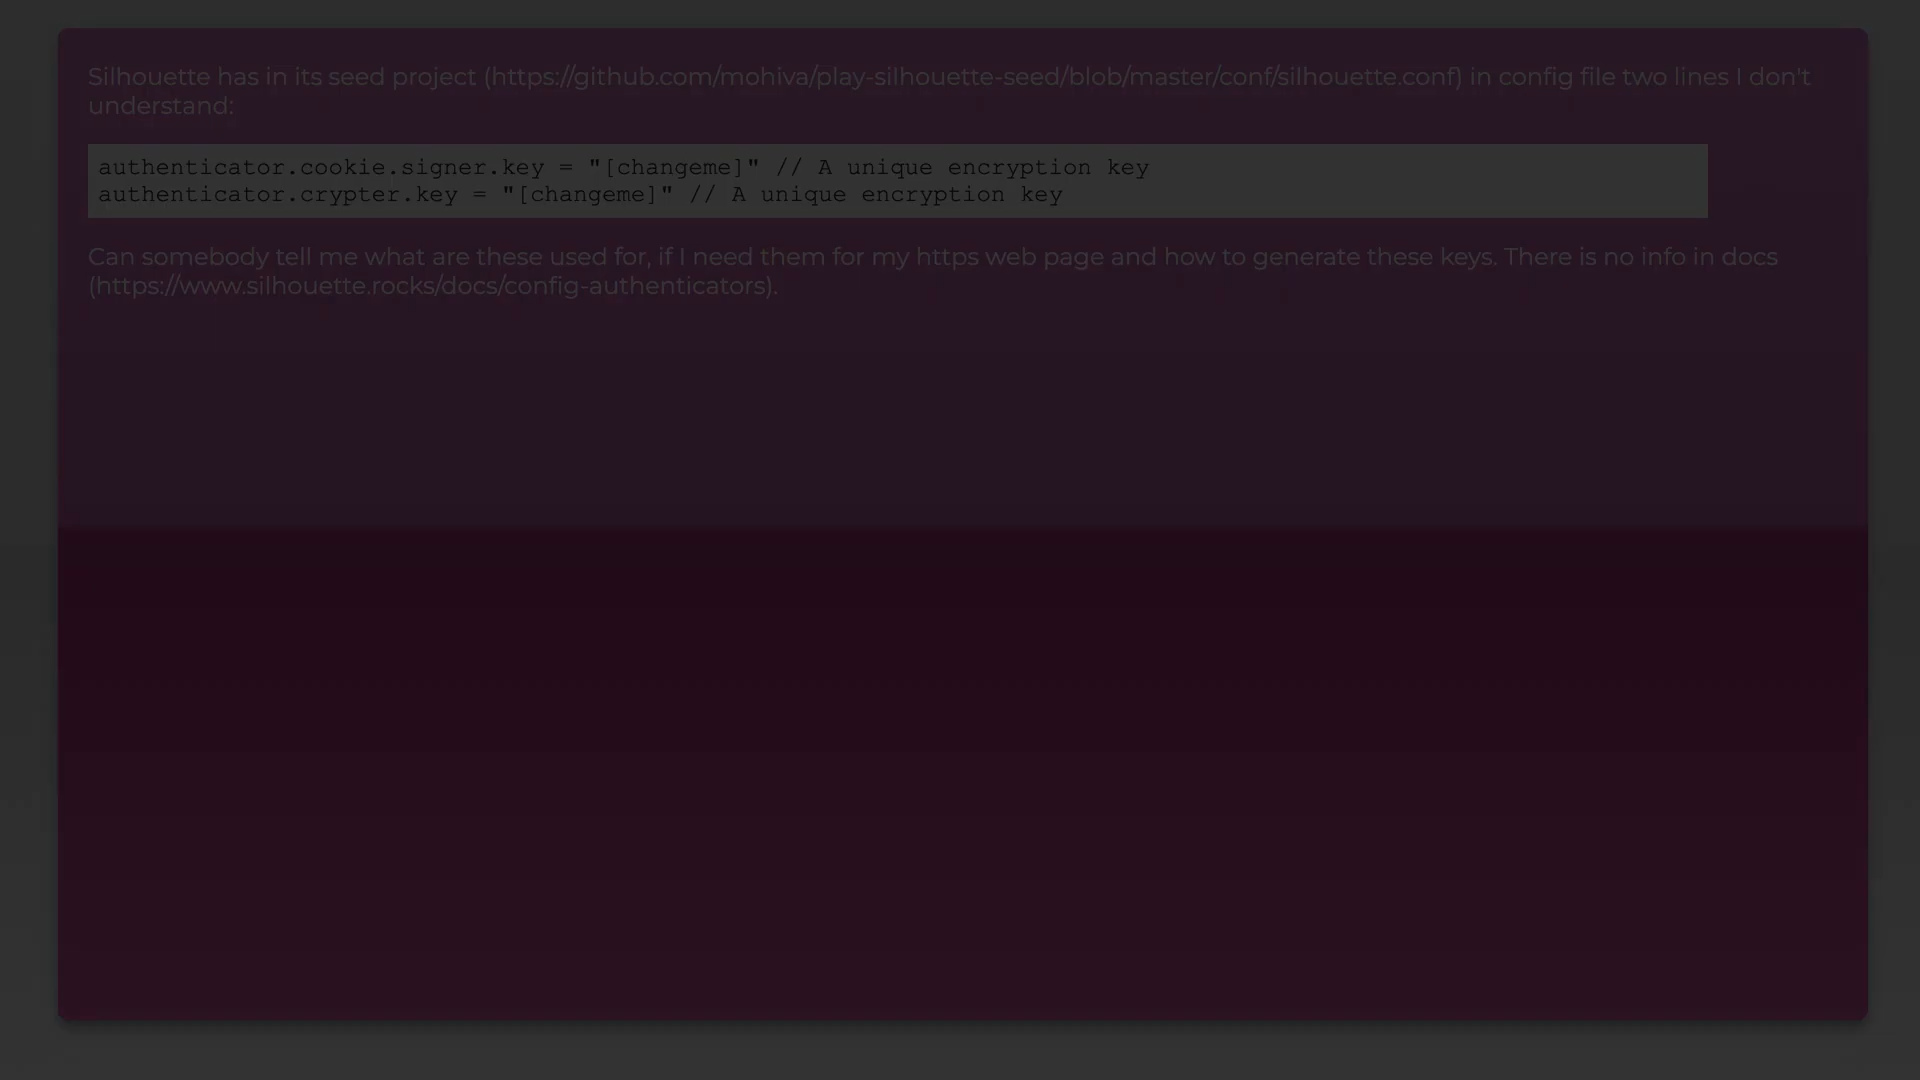 Silhouette has in its seed project (https://github.com/mohiva/play-silhouette-seed/blob/master/conf/silhouette.conf) in config file two lines I don't
understand:
authenticator.cookie.signer.key = "[changeme]" // A unique encryption key
authenticator.crypter.key = "[changeme]" // A unique encryption key
Can somebody tell me what are these used for, if I need them for my https web page and how to generate these keys. There is no info in docs
(https://www.silhouette.rocks/docs/config-authenticators).